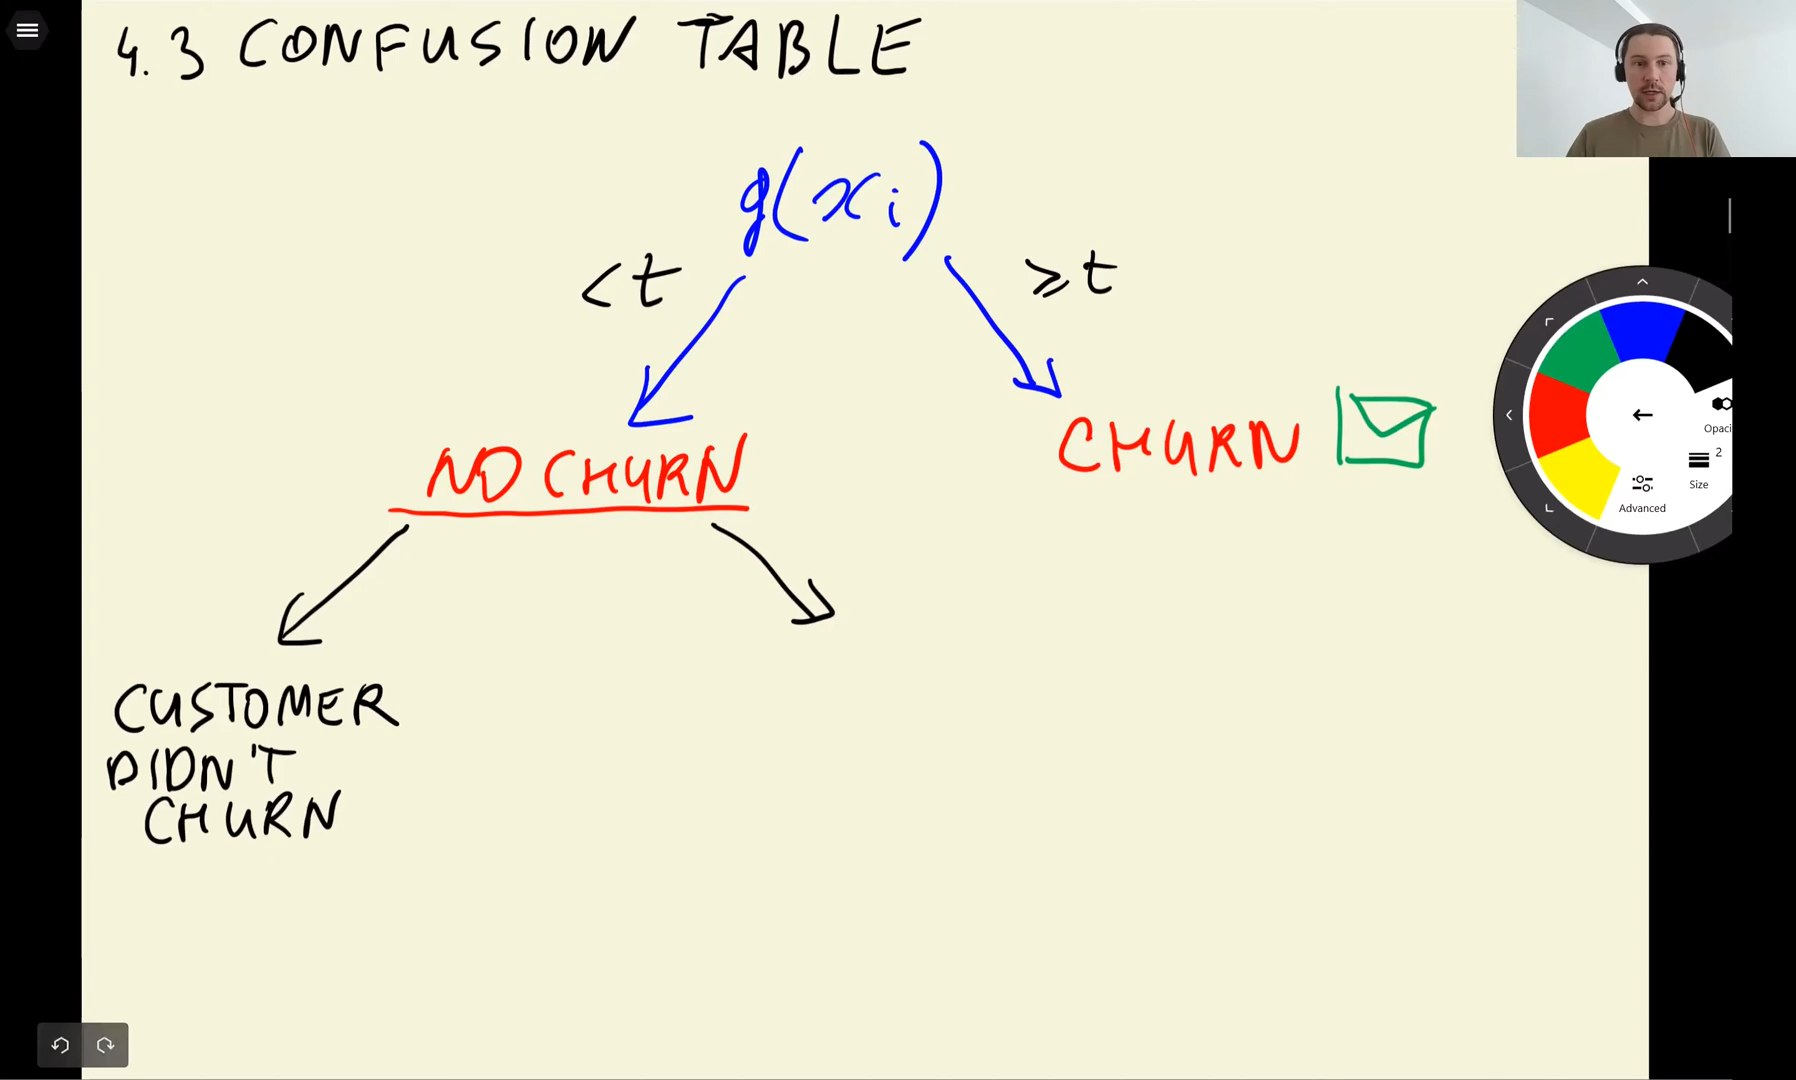 4.3 CONFUSION TABLE
g(xi)
<t
⩾t
CHURN
NO CHURN
CUSTOMER
DIDN'T
CHURN
Opaci
2
Size
Advanced